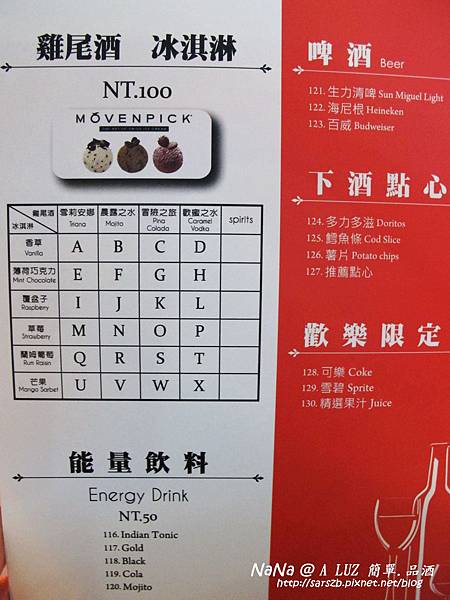 雞尾酒 冰淇淋
NT.100
MÖVENPICK
雞尾酒 冰淇淋 雪莉安娜 Triana 晨露之水 Mojito 冒險之旅 Pina Colada 歡蜜之水 Caramel Vodka spirits
香草 Vanilla A B C D
薄荷巧克力 Mint Chocolate E F G H
覆盆子 Raspberry I J K L
草莓 Strawberry M N O P
蘭姆葡萄 Rum Raisin Q R S T
芒果 Mango Sorbet U V W X
能量飲料
Energy Drink
NT.50
116. Indian Tonic
117. Gold
118. Black
119. Cola
120. Mojito
啤酒 Beer
121. 生力清啤 Sun Miguel Light
122. 海尼根 Heineken
123. 百威 Budweiser
下酒點心
124. 多力多滋 Doritos
125. 鱈魚條 Cod Slice
126. 薯片 Potato chips
127. 推薦點心
歡樂限定
128. 可樂 Coke
129. 雪碧 Sprite
130. 精選果汁 Juice
NaNa @ A LUZ 簡單.品酒
http://sarszb.pixnet.net/blog